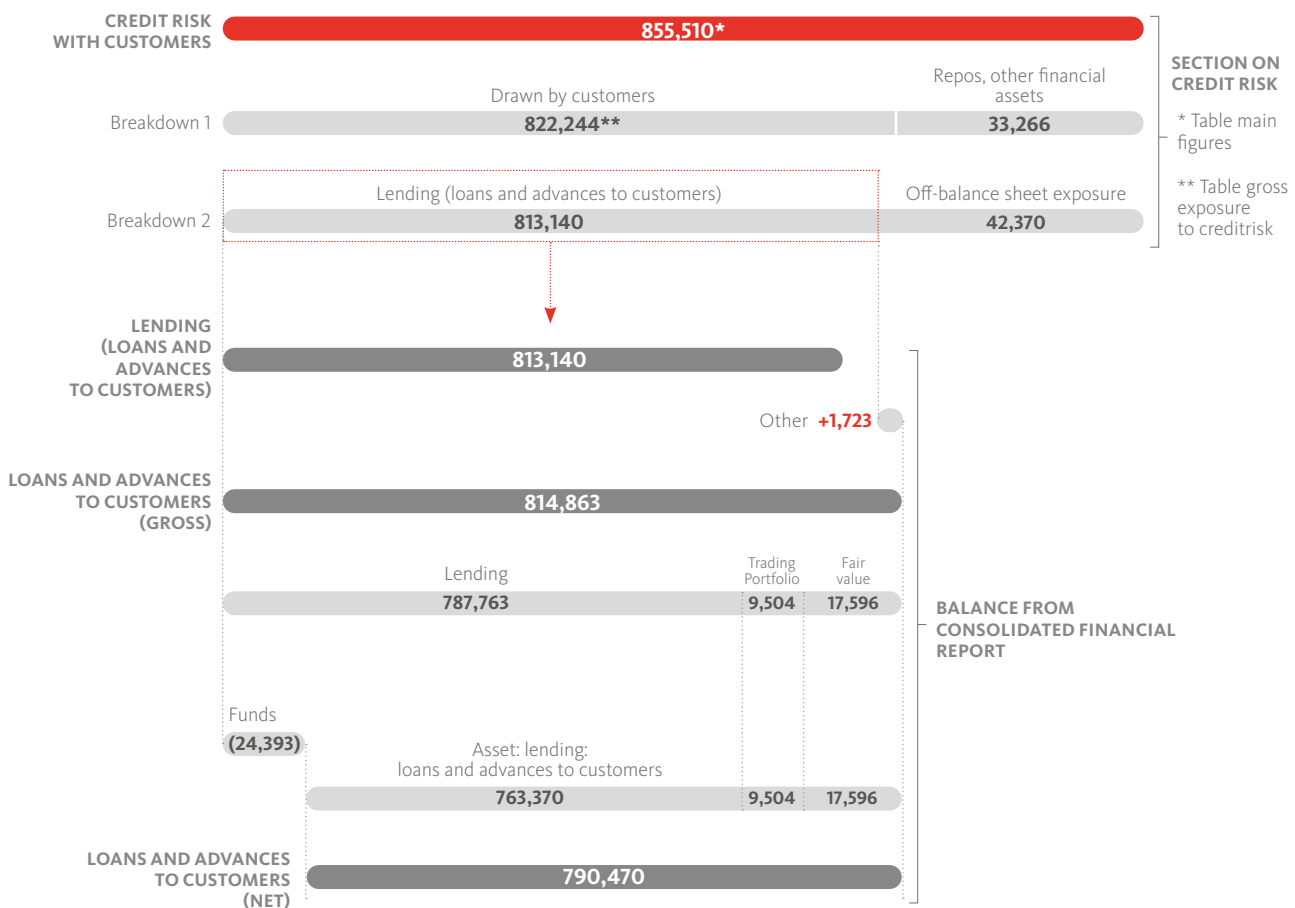 CREDIT RISK
WITH CUSTOMERS
855,510*
Breakdown 1
Drawn by customers
822,244**
Repos, other financial
assets
33,266
Breakdown 2
Lending (loans and advances to customers)
813,140
Off-balance sheet exposure
42,370
SECTION ON
CREDIT RISK
* Table main
figures
** Table gross
exposure
to creditrisk
LENDING
(LOANS AND
ADVANCES
TO CUSTOMERS)
813,140
Other +1,723
LOANS AND ADVANCES
TO CUSTOMERS
(GROSS)
814,863
Lending
787,763
Trading
Portfolio
9,504
Fair
value
17,596
BALANCE FROM
CONSOLIDATED FINANCIAL
REPORT
Funds
(24,393)
Asset: lending:
loans and advances to customers
763,370
9,504
17,596
LOANS AND ADVANCES
TO CUSTOMERS
(NET)
790,470